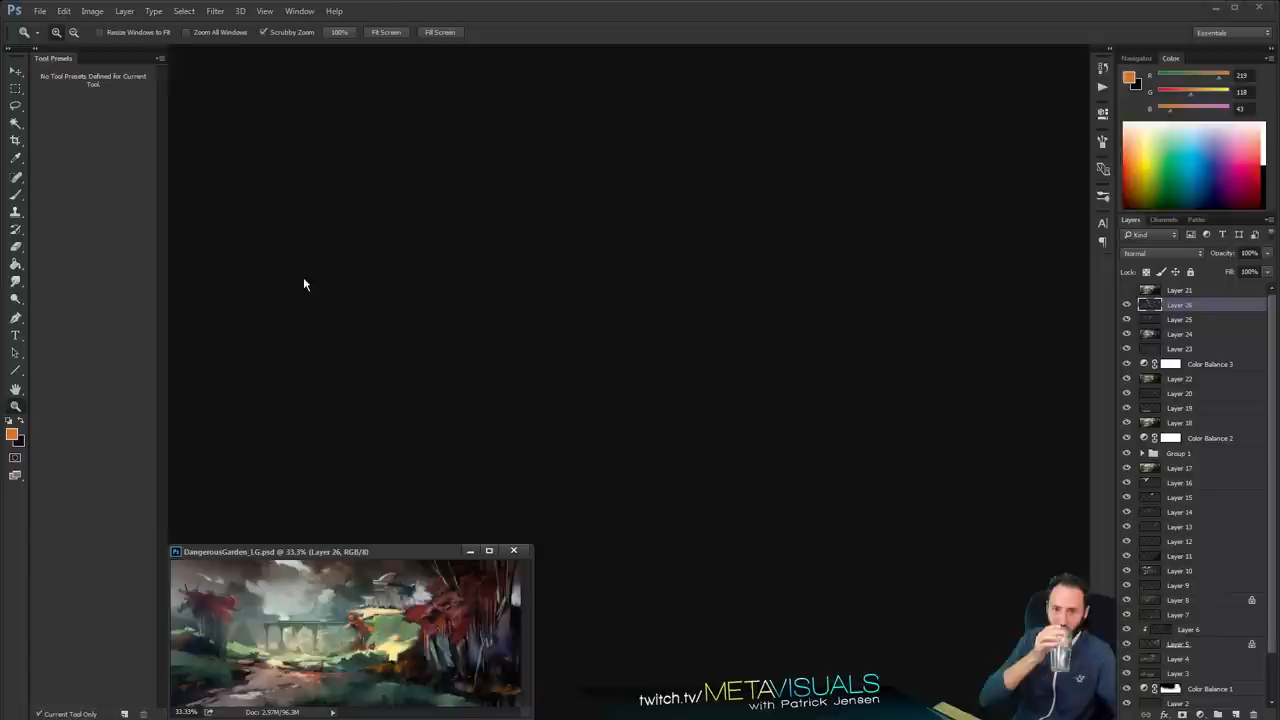 Ps File Edit Image Layer Type Select Filter 3D View Window Help
Resize Windows to Fit Zoom All Windows Scrubby Zoom 100% Fit Screen Fill Screen Essentials
Tool Presets
No Tool Presets Defined for Current
Tool.
Navigator Color
R 219
G 118
B 43
Layers Channels Paths
Kind
Normal Opacity: 100%
Lock: Fill: 100%
Layer 21
Layer 26
Layer 25
Layer 24
Layer 23
Color Balance 3
Layer 22
Layer 20
Layer 19
Layer 18
Color Balance 2
Group 1
Layer 17
Layer 16
Layer 15
Layer 14
Layer 13
Layer 12
Layer 11
Layer 10
Layer 9
Layer 8
Layer 7
Layer 6
Layer 5
Layer 4
Layer 3
Color Balance 1
Layer 2
Ps DangerousGarden_LG.psd @ 33.3% (Layer 26, RGB/8)
33.33% Doc: 2.97M/96.3M
Current Tool Only
twitch.tv/METAVISUALS
with Patrick Jensen